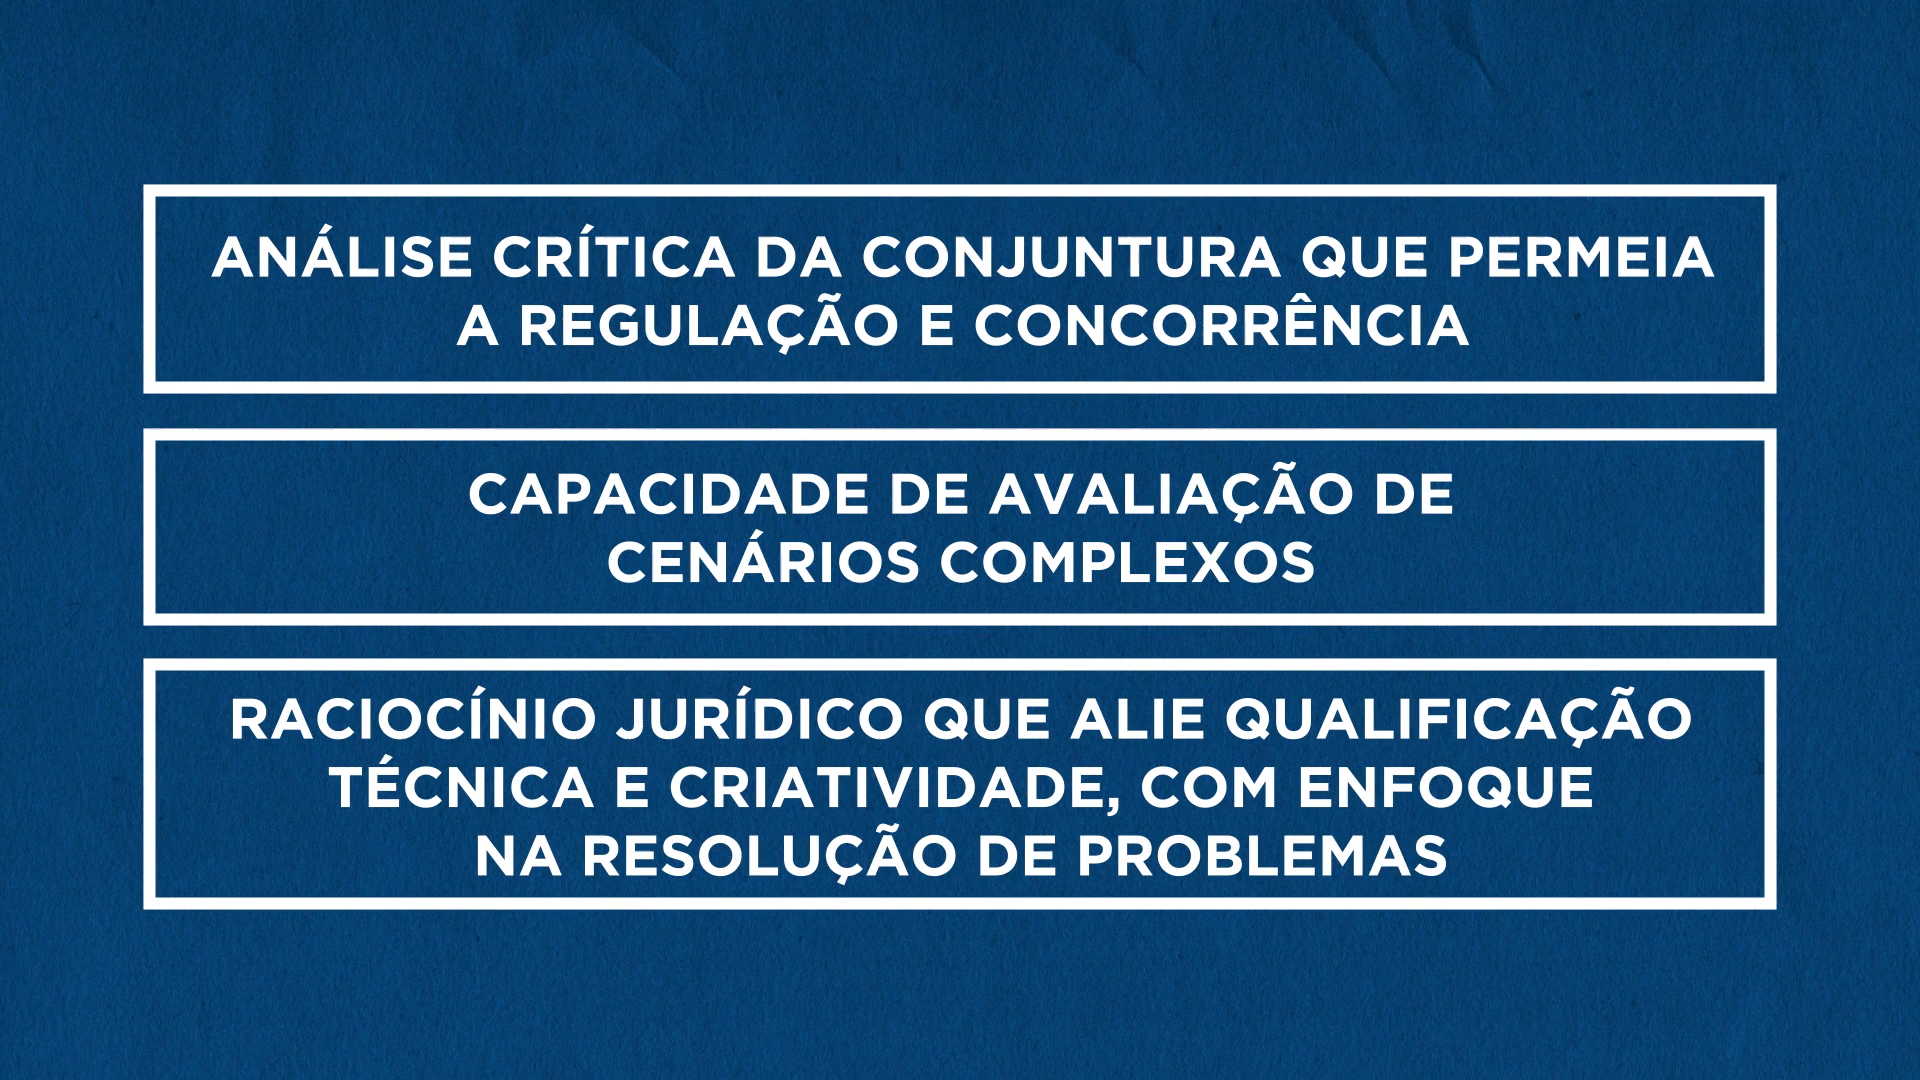 ANÁLISE CRÍTICA DA CONJUNTURA QUE PERMEIA
A REGULAÇÃO E CONCORRÊNCIA
CAPACIDADE DE AVALIAÇÃO DE
CENÁRIOS COMPLEXOS
RACIOCÍNIO JURÍDICO QUE ALIE QUALIFICAÇÃO
TÉCNICA E CRIATIVIDADE, COM ENFOQUE
NA RESOLUÇÃO DE PROBLEMAS